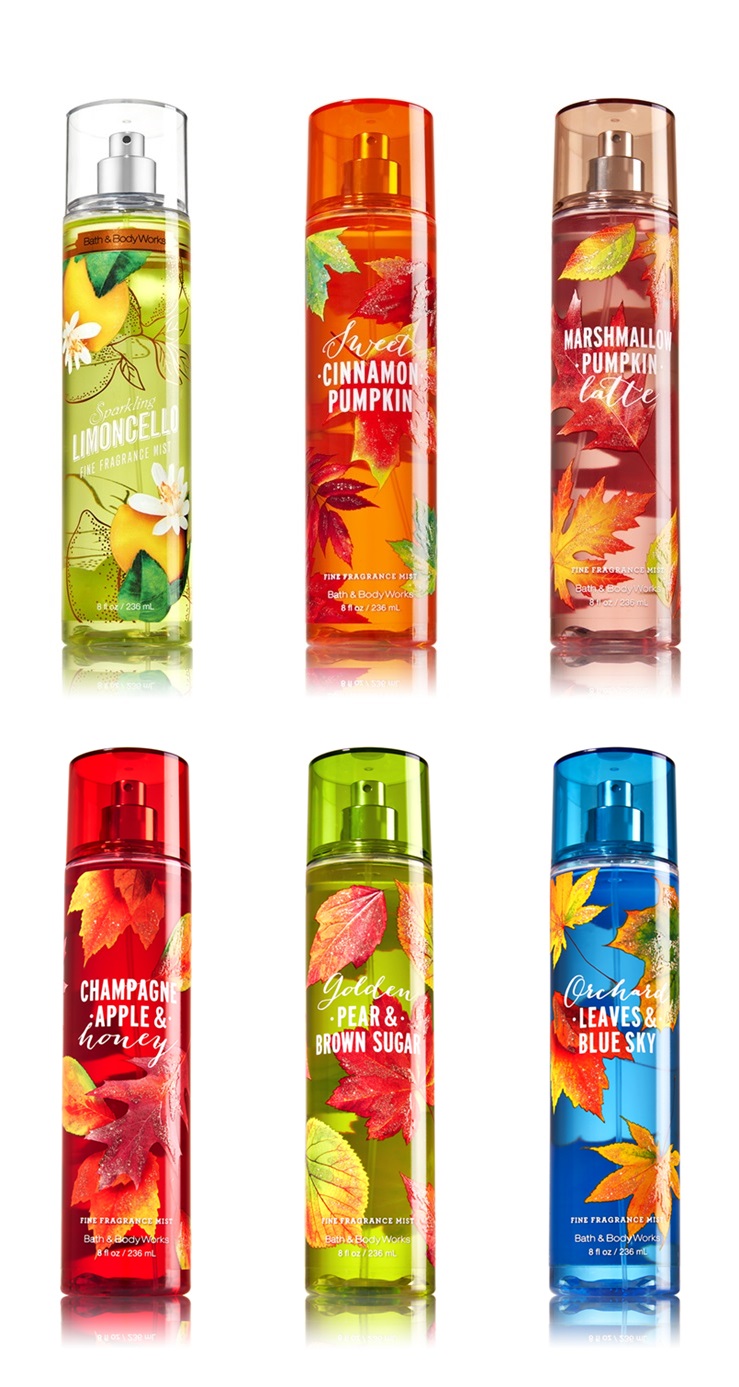 Bath & Body Works
Sparkling
LIMONCELLO
FINE FRAGRANCE MIST
8 fl oz / 236 mL
Sweet
·CINNAMON
PUMPKIN
FINE FRAGRANCE MIST
Bath & Body Works
8 fl oz / 236 mL
MARSHMALLOW
·PUMPKIN·
latte
FINE FRAGRANCE MIST
Bath & Body Works
8 fl oz / 236 mL
CHAMPAGNE
·APPLE &·
honey
FINE FRAGRANCE MIST
Bath & Body Works
8 fl oz / 236 mL
Golden
·PEAR &·
BROWN SUGAR
FINE FRAGRANCE MIST
Bath & Body Works
8 fl oz / 236 mL
Orchard
·LEAVES &·
BLUE SKY
FINE FRAGRANCE MIST
Bath & Body Works
8 fl oz / 236 mL